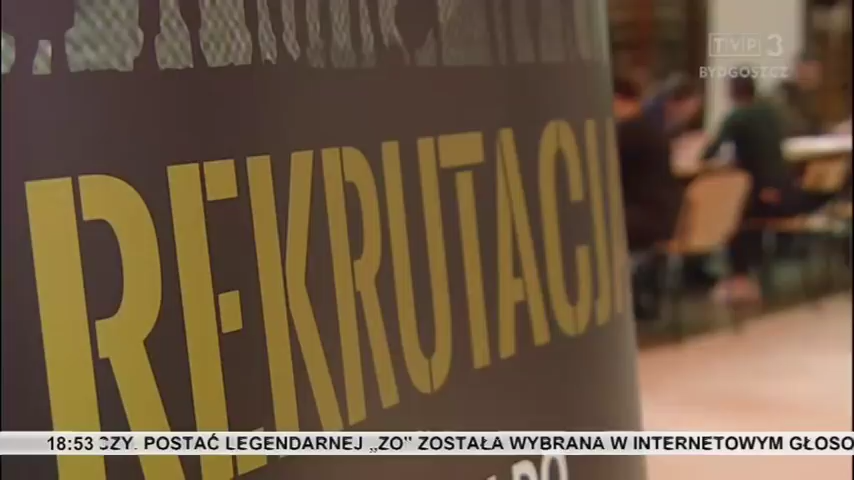 TVP 3
BYDGOSZCZ
REKRUTACJA
18:53 CZY. POSTAĆ LEGENDARNEJ „ZO" ZOSTAŁA WYBRANA W INTERNETOWYM GŁOSO